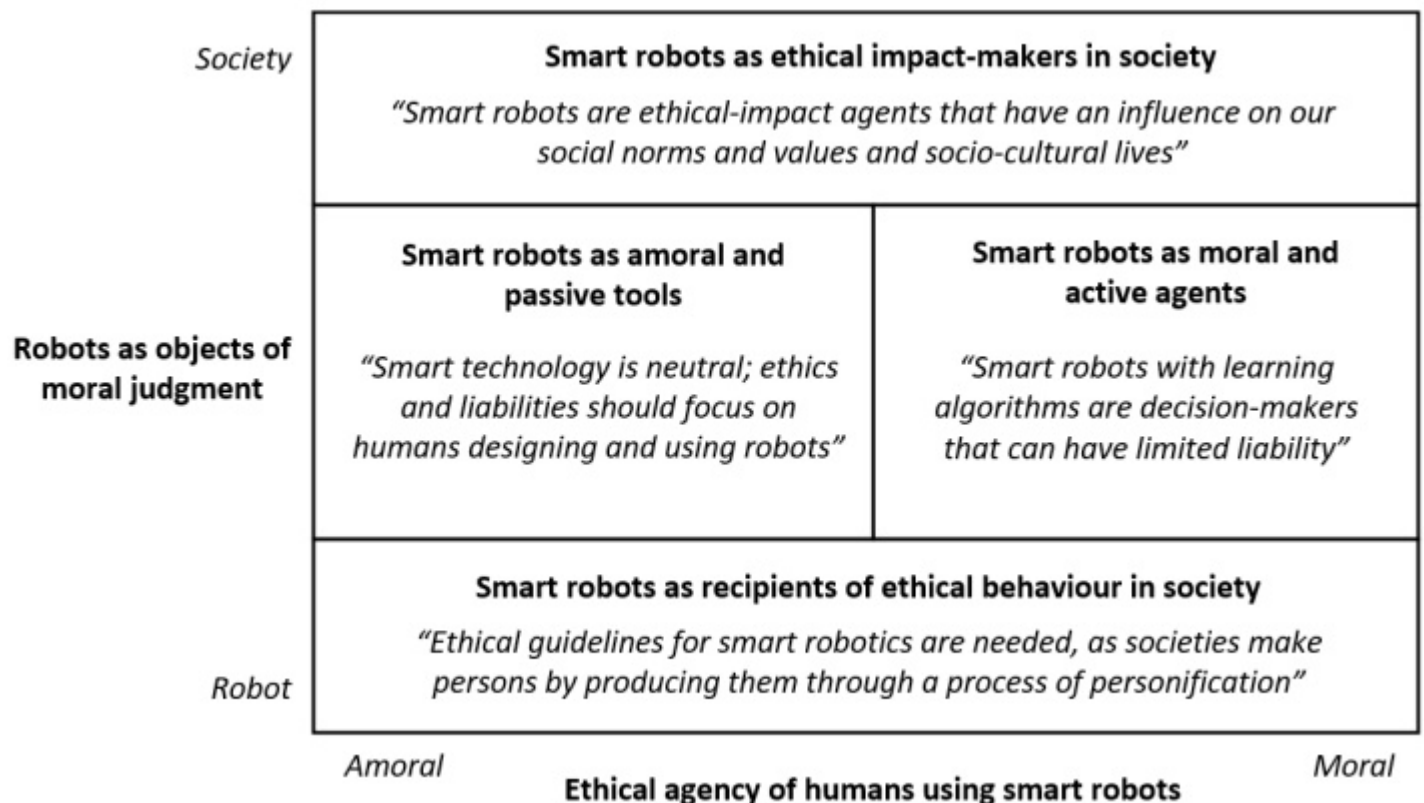 Society
Smart robots as ethical impact-makers in society
“Smart robots are ethical-impact agents that have an influence on our
social norms and values and socio-cultural lives”
Robots as objects of
moral judgment
Smart robots as amoral and
passive tools
“Smart technology is neutral; ethics
and liabilities should focus on
humans designing and using robots”
Smart robots as moral and
active agents
“Smart robots with learning
algorithms are decision-makers
that can have limited liability”
Smart robots as recipients of ethical behaviour in society
“Ethical guidelines for smart robotics are needed, as societies make
persons by producing them through a process of personification”
Robot
Amoral
Moral
Ethical agency of humans using smart robots